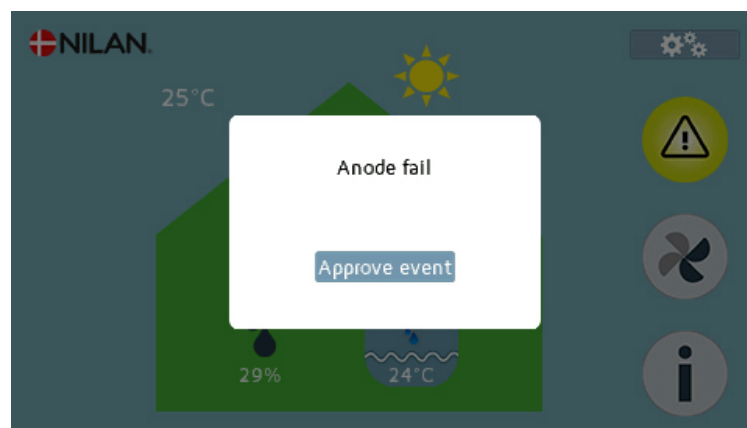 NILAN.
25°C
Anode fail
Approve event
29%
24°C